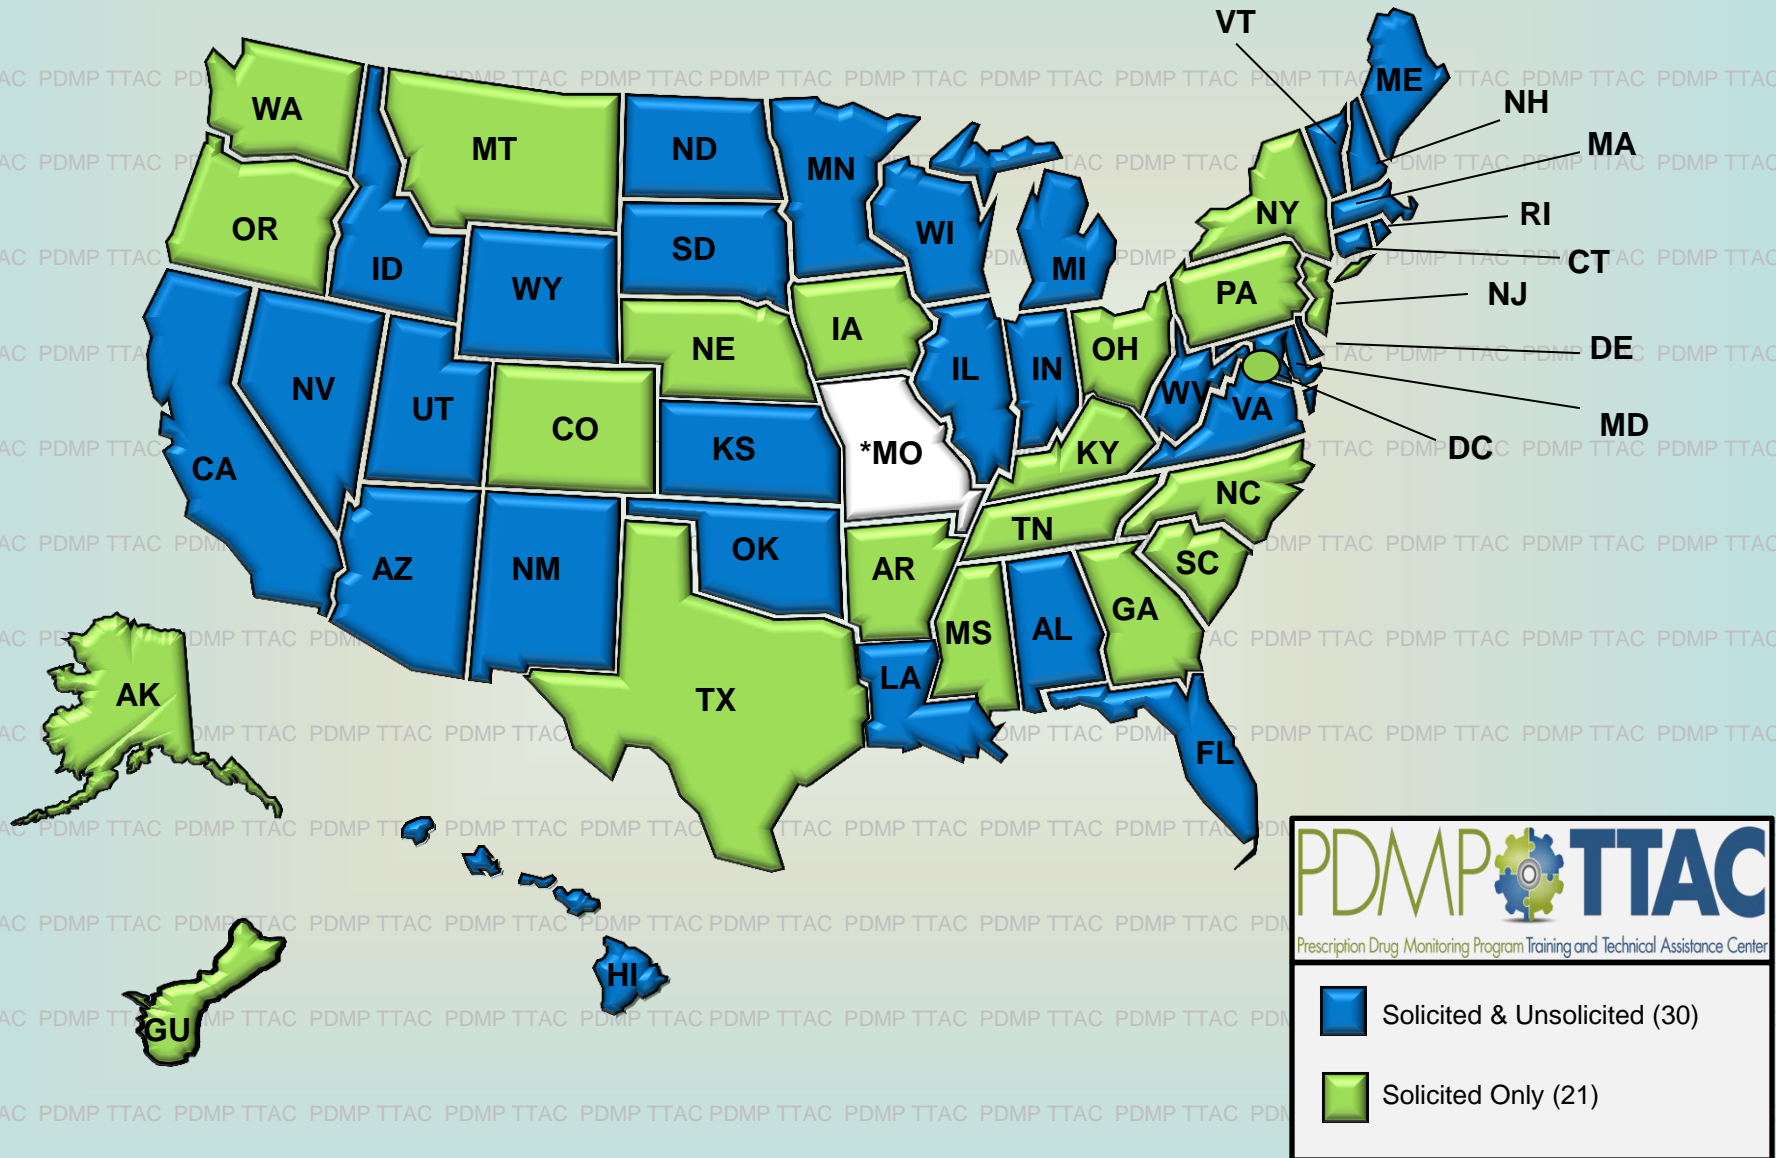 VT
ME
WA
NH
MT
ND
MN
MA
OR
NY
RI
SD
WI
ID
MI
CT
WY
PA
NJ
IA
NE
OH
DE
NV
UT
IL
IN
WV
VA
CO
MD
KS
*MO
KY
DC
CA
NC
TN
AZ
NM
OK
AR
SC
GA
MS
AL
LA
AK
TX
FL
HI
GU
PDMP TTAC
Prescription Drug Monitoring Program Training and Technical Assistance Center
Solicited & Unsolicited (30)
Solicited Only (21)